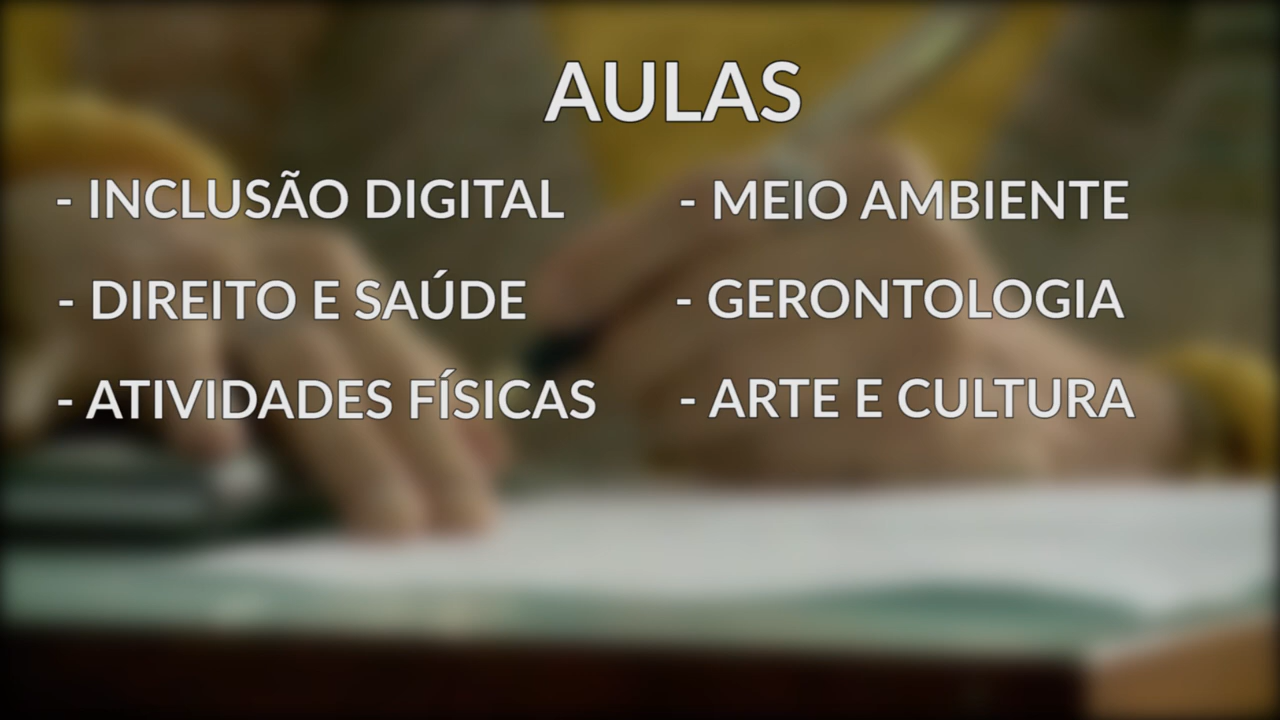 AULAS
- INCLUSÃO DIGITAL
- DIREITO E SAÚDE
- ATIVIDADES FÍSICAS
- MEIO AMBIENTE
- GERONTOLOGIA
- ARTE E CULTURA